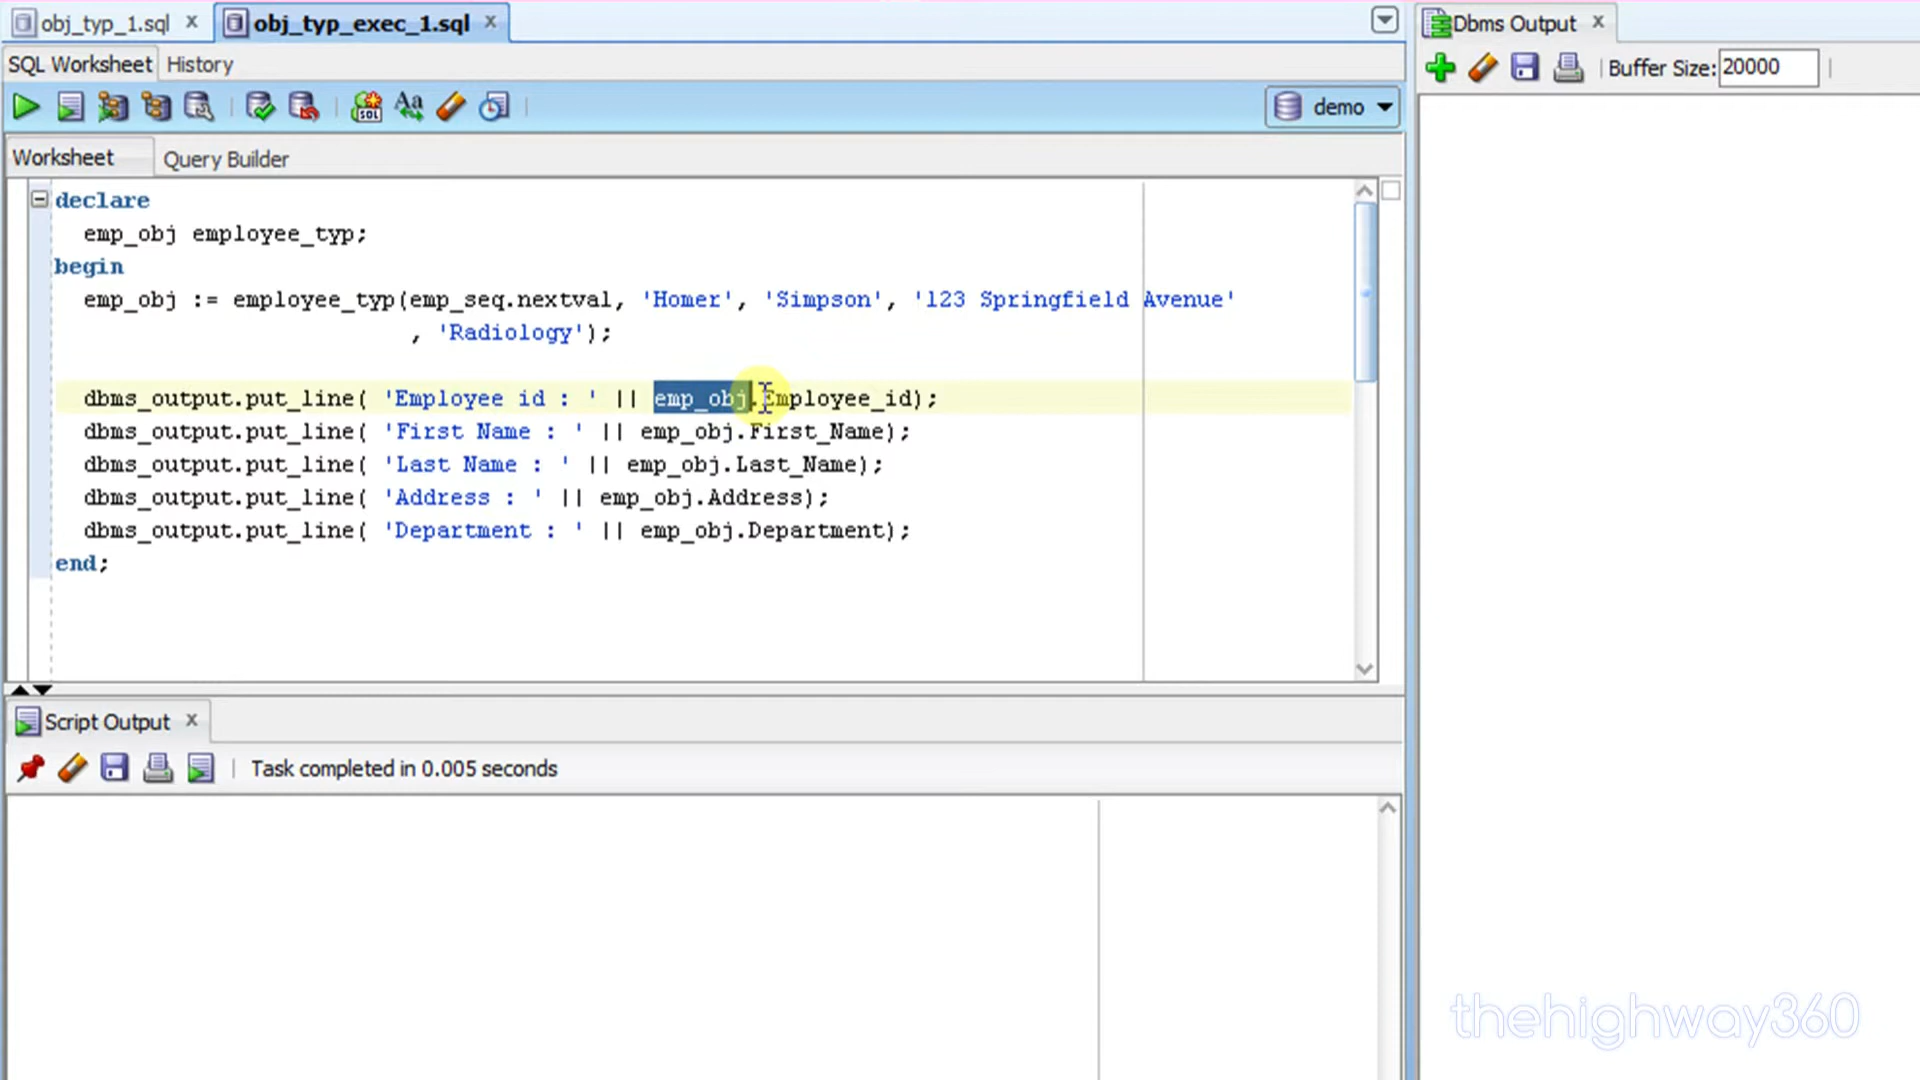 obj_typ_1.sql
obj_typ_exec_1.sql
Dbms Output
SQL Worksheet
History
Buffer Size: 20000
demo
Worksheet
Query Builder
declare
emp_obj employee_typ;
begin
emp_obj := employee_typ(emp_seq.nextval, 'Homer', 'Simpson', '123 Springfield Avenue'
, 'Radiology');
dbms_output.put_line( 'Employee id : ' || emp_obj.Employee_id);
dbms_output.put_line( 'First Name : ' || emp_obj.First_Name);
dbms_output.put_line( 'Last Name : ' || emp_obj.Last_Name);
dbms_output.put_line( 'Address : ' || emp_obj.Address);
dbms_output.put_line( 'Department : ' || emp_obj.Department);
end;
Script Output
Task completed in 0.005 seconds
thehighway360